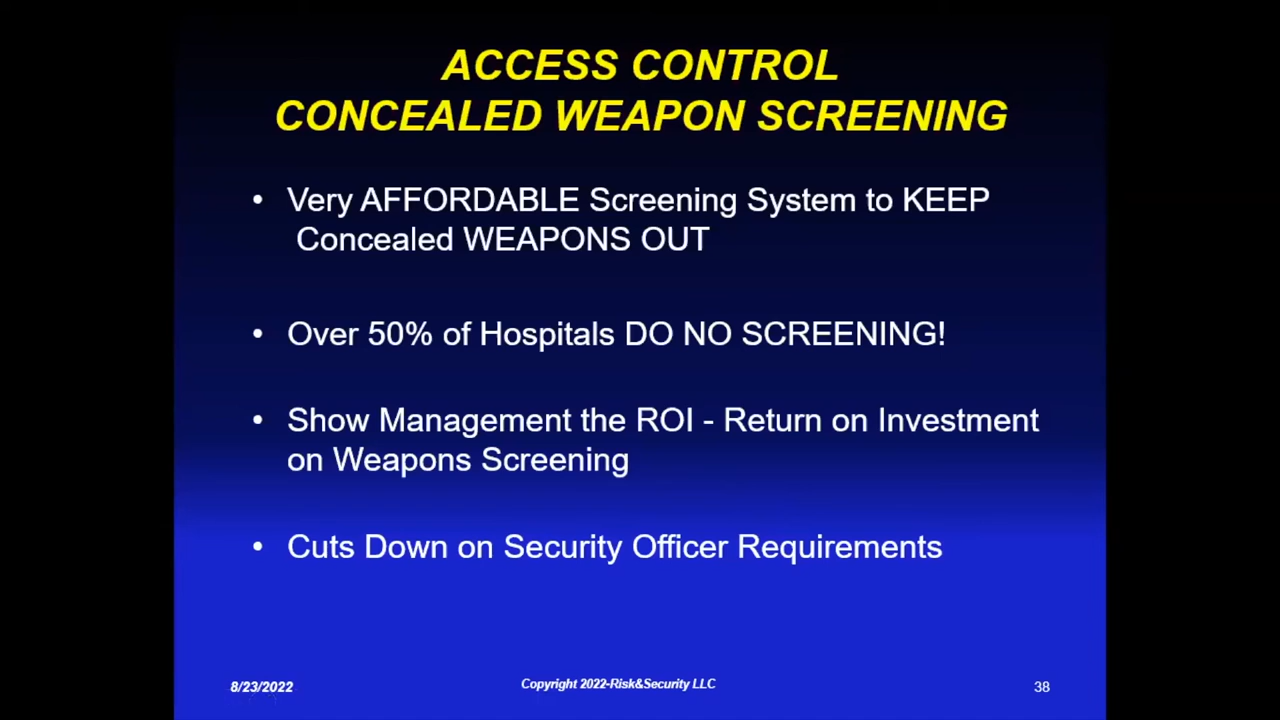 ACCESS CONTROL
CONCEALED WEAPON SCREENING
• Very AFFORDABLE Screening System to KEEP
Concealed WEAPONS OUT
• Over 50% of Hospitals DO NO SCREENING!
• Show Management the ROI - Return on Investment
on Weapons Screening
• Cuts Down on Security Officer Requirements
8/23/2022
Copyright 2022-Risk&Security LLC
38